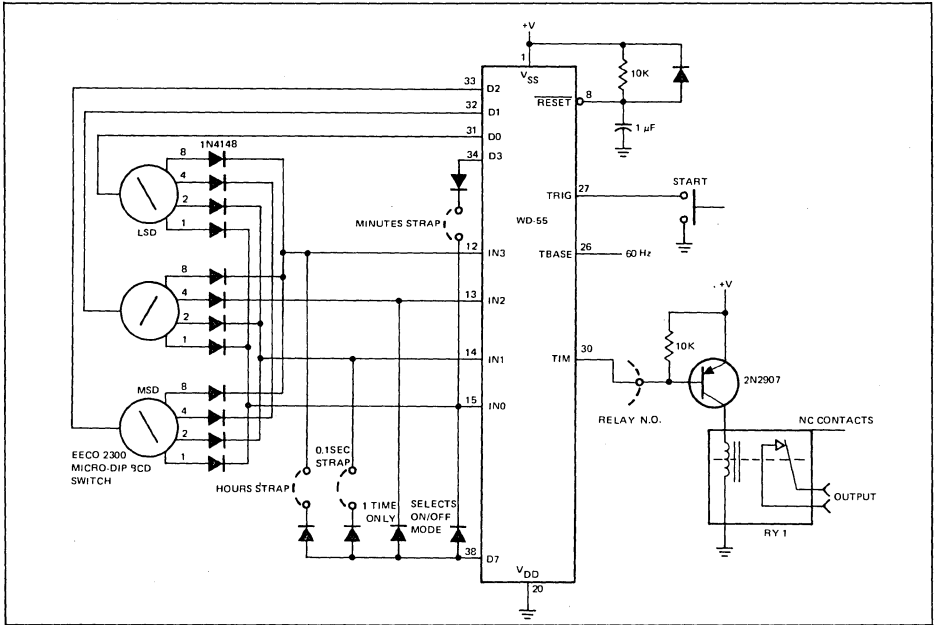 +V
1
VSS
10K
33
D2
RESET
8
32
D1
31
D0
1 µF
1N4148
34
D3
8
4
2
1
LSD
27
TRIG
START
MINUTES STRAP
WD-55
12
IN3
26
TBASE
60 Hz
8
4
2
1
13
IN2
+V
10K
14
IN1
30
TIM
2N2907
MSD
8
4
2
1
15
IN0
RELAY N.O.
NC CONTACTS
EECO 2300
MICRO-DIP BCD
SWITCH
HOURS STRAP
0.1SEC
STRAP
1 TIME
ONLY
SELECTS
ON/OFF
MODE
OUTPUT
RY 1
38
D7
VDD
20